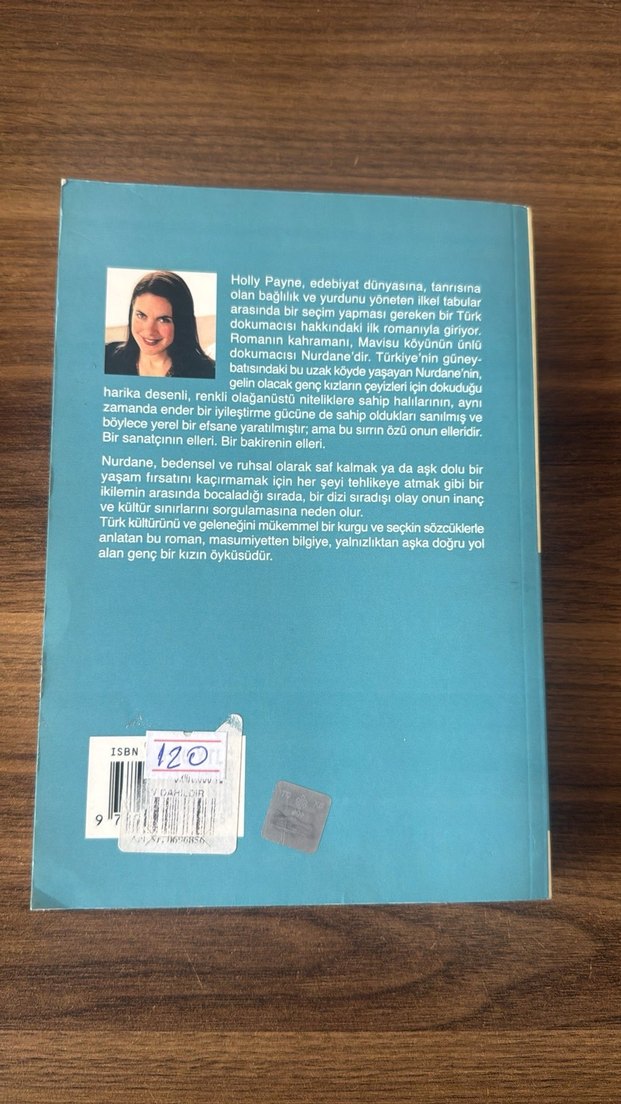 Holly Payne, edebiyat dünyasına, tanrısına
olan bağlılık ve yurdunu yöneten ilkel tabular
arasında bir seçim yapması gereken bir Türk
dokumacısı hakkındaki ilk romanıyla giriyor.
Romanın kahramanı, Mavisu köyünün ünlü
dokumacısı Nurdane'dir. Türkiye'nin güney-
batısındaki bu uzak köyde yaşayan Nurdane'nin,
gelin olacak genç kızların çeyizleri için dokuduğu
harika desenli, renkli olağanüstü niteliklere sahip halılarının, aynı
zamanda ender bir iyileştirme gücüne de sahip oldukları sanılmış ve
böylece yerel bir efsane yaratılmıştır; ama bu sırrın özü onun elleridir.
Bir sanatçının elleri. Bir bakirenin elleri.
Nurdane, bedensel ve ruhsal olarak saf kalmak ya da aşk dolu bir
yaşam fırsatını kaçırmamak için her şeyi tehlikeye atmak gibi bir
ikilemin arasında bocaladığı sırada, bir dizi sıradışı olay onun inanç
ve kültür sınırlarını sorgulamasına neden olur.
Türk kültürünü ve geleneğini mükemmel bir kurgu ve seçkin sözcüklerle
anlatan bu roman, masumiyetten bilgiye, yalnızlıktan aşka doğru yol
alan genç bir kızın öyküsüdür.
ISBN
120
DAHİLDİR
9 7